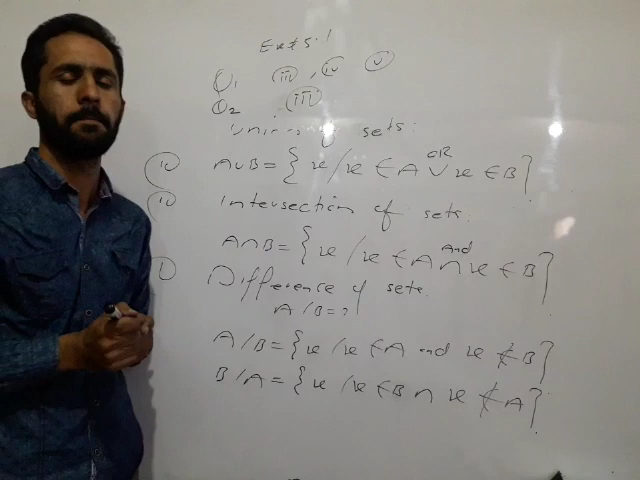 Ex # 5.1
Q1 iii, iv v
Q2 iii
Union of sets:
A∪B = { x / x ∈ A OR ∨ x ∈ B }
Intersection of sets.
A∩B = { x / x ∈ A And ∩ x ∈ B }
Difference of sets.
A / B = ?
A / B = { x / x ∈ A and x ∉ B }
B / A = { x / x ∈ B ∩ x ∉ A }